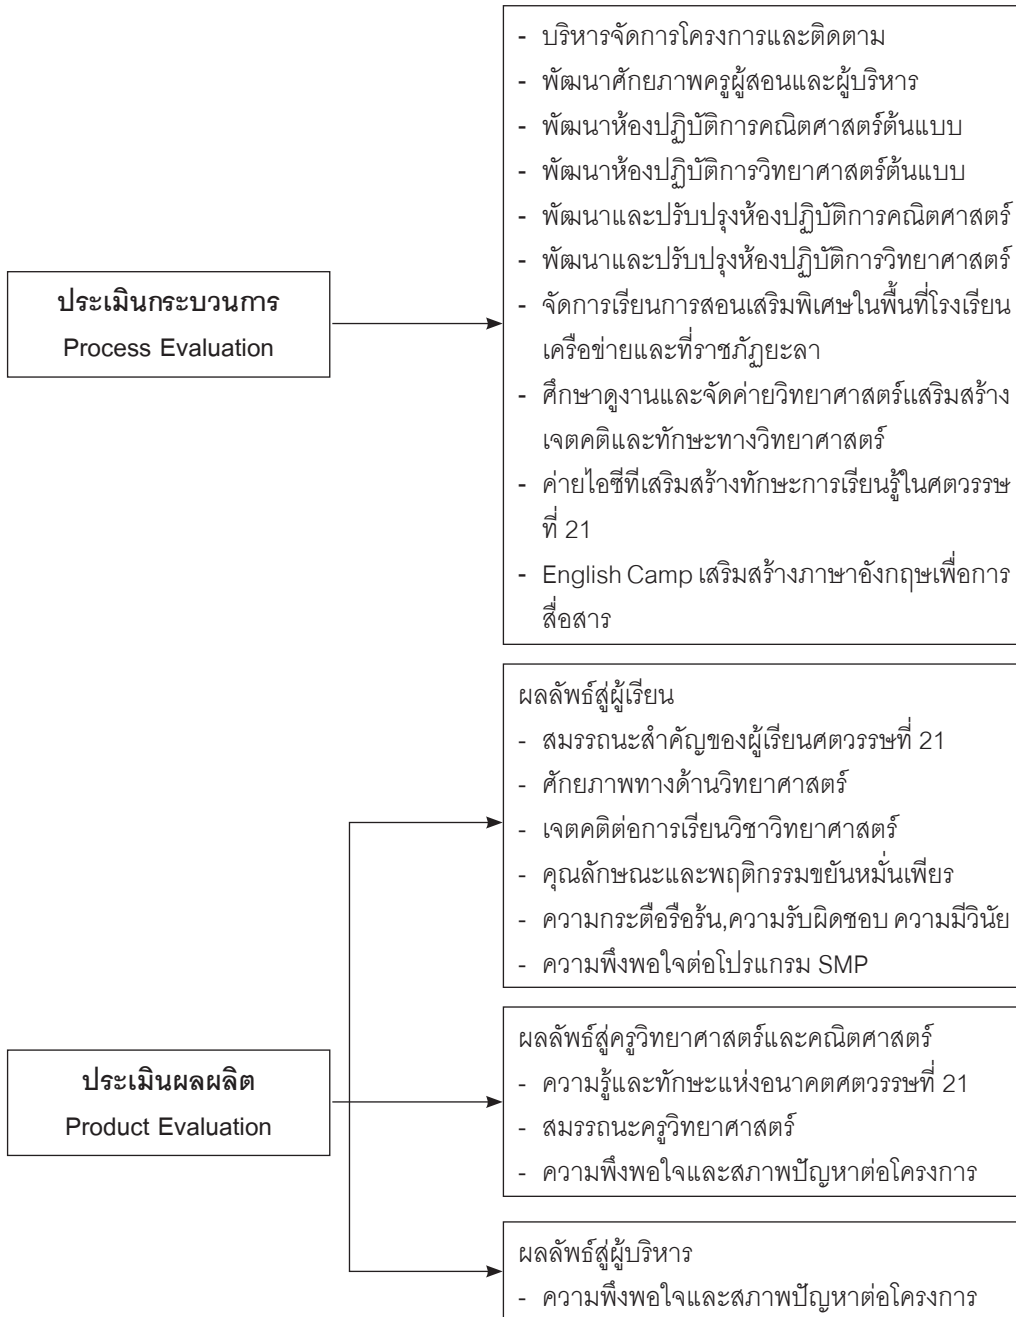 - บริหารจัดการโครงการและติดตาม
- พัฒนาศักยภาพครูผู้สอนและผู้บริหาร
- พัฒนาห้องปฏิบัติการคณิตศาสตร์ต้นแบบ
- พัฒนาห้องปฏิบัติการวิทยาศาสตร์ต้นแบบ
- พัฒนาและปรับปรุงห้องปฏิบัติการคณิตศาสตร์
- พัฒนาและปรับปรุงห้องปฏิบัติการวิทยาศาสตร์
- จัดการเรียนการสอนเสริมพิเศษในพื้นที่โรงเรียน
เครือข่ายและที่ราชภัฏยะลา
- ศึกษาดูงานและจัดค่ายวิทยาศาสตร์เสริมสร้าง
เจตคติและทักษะทางวิทยาศาสตร์
- ค่ายไอซีทีเสริมสร้างทักษะการเรียนรู้ในศตวรรษ
ที่ 21
- English Camp เสริมสร้างภาษาอังกฤษเพื่อการ
สื่อสาร
ประเมินกระบวนการ
Process Evaluation
ผลลัพธ์สู่ผู้เรียน
- สมรรถนะสำคัญของผู้เรียนศตวรรษที่ 21
- ศักยภาพทางด้านวิทยาศาสตร์
- เจตคติต่อการเรียนวิชาวิทยาศาสตร์
- คุณลักษณะและพฤติกรรมขยันหมั่นเพียร
- ความกระตือรือร้น,ความรับผิดชอบ ความมีวินัย
- ความพึงพอใจต่อโปรแกรม SMP
ประเมินผลผลิต
Product Evaluation
ผลลัพธ์สู่ครูวิทยาศาสตร์และคณิตศาสตร์
- ความรู้และทักษะแห่งอนาคตศตวรรษที่ 21
- สมรรถนะครูวิทยาศาสตร์
- ความพึงพอใจและสภาพปัญหาต่อโครงการ
ผลลัพธ์สู่ผู้บริหาร
- ความพึงพอใจและสภาพปัญหาต่อโครงการ